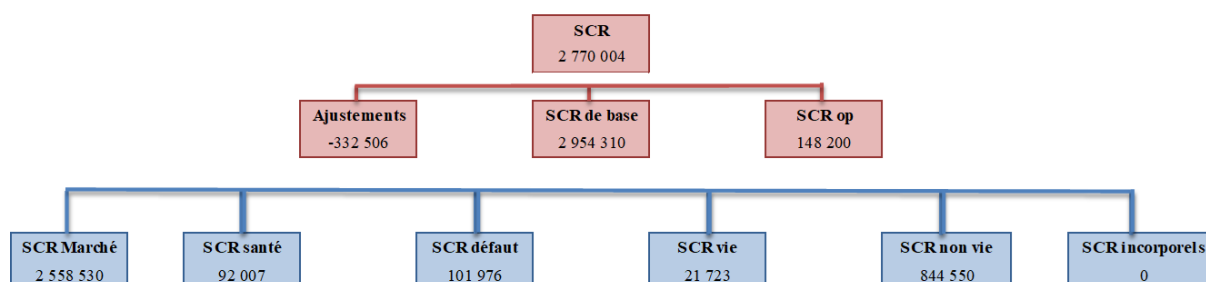 SCR
2 770 004
Ajustements
-332 506
SCR de base
2 954 310
SCR op
148 200
SCR Marché
2 558 530
SCR santé
92 007
SCR défaut
101 976
SCR vie
21 723
SCR non vie
844 550
SCR incorporels
0